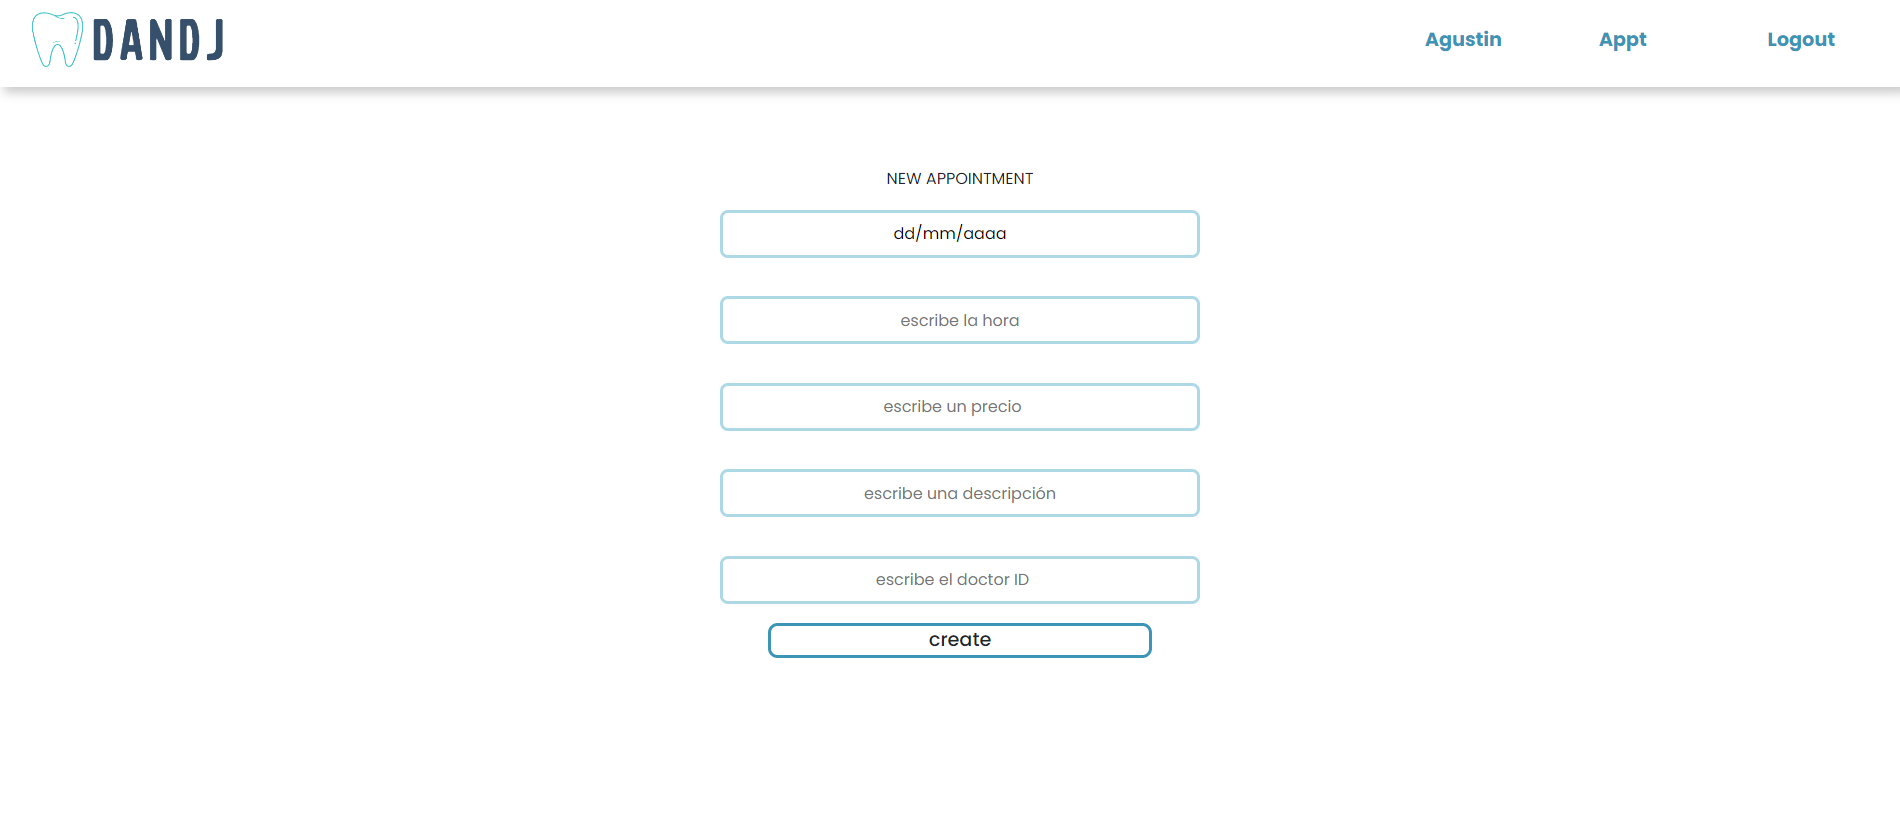 DANDJ
Agustin
Appt
Logout
NEW APPOINTMENT
dd/mm/aaaa
escribe la hora
escribe un precio
escribe una descripción
escribe el doctor ID
create